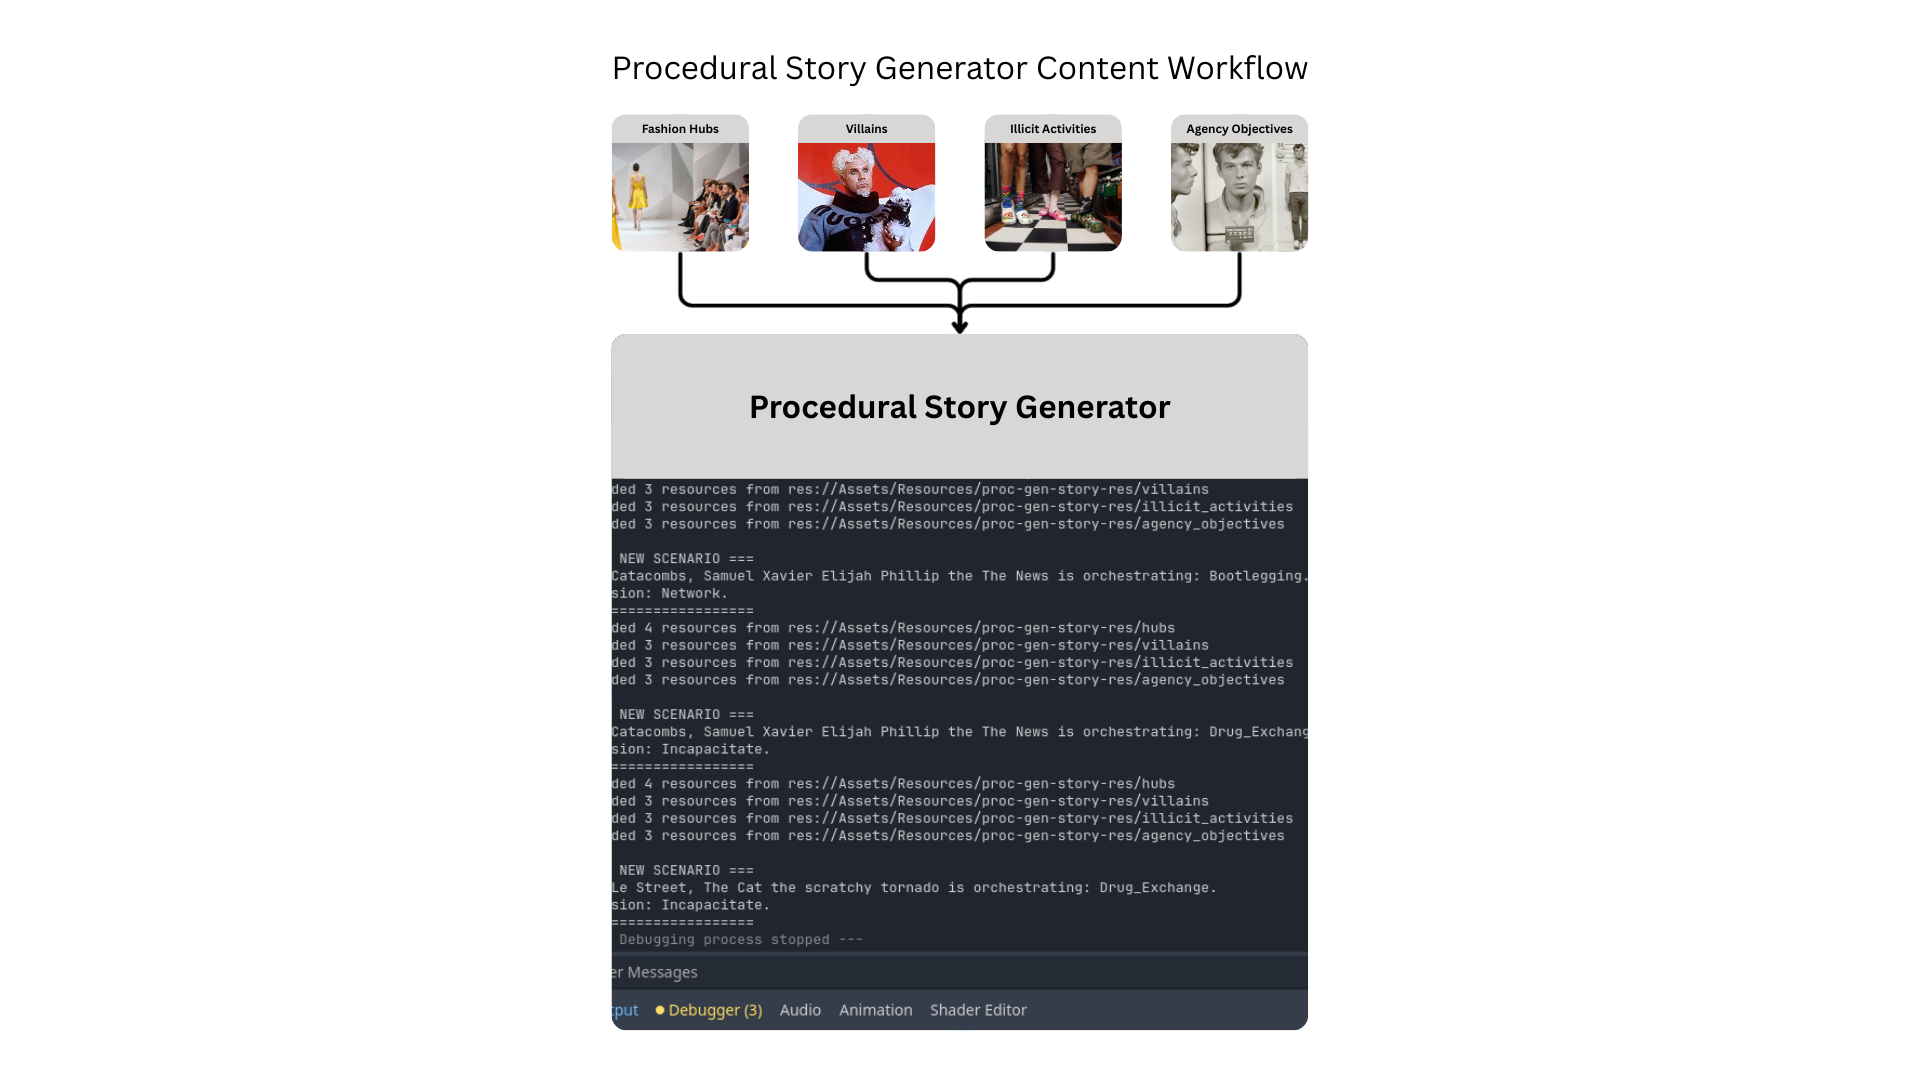 Procedural Story Generator Content Workflow
Fashion Hubs
Villains
Illicit Activities
Agency Objectives
Procedural Story Generator
ded 3 resources from res://Assets/Resources/proc-gen-story-res/villains
ded 3 resources from res://Assets/Resources/proc-gen-story-res/illicit_activities
ded 3 resources from res://Assets/Resources/proc-gen-story-res/agency_objectives
NEW SCENARIO ===
Catacombs, Samuel Xavier Elijah Phillip the The News is orchestrating: Bootlegging.
sion: Network.
=================
ded 4 resources from res://Assets/Resources/proc-gen-story-res/hubs
ded 3 resources from res://Assets/Resources/proc-gen-story-res/villains
ded 3 resources from res://Assets/Resources/proc-gen-story-res/illicit_activities
ded 3 resources from res://Assets/Resources/proc-gen-story-res/agency_objectives
NEW SCENARIO ===
Catacombs, Samuel Xavier Elijah Phillip the The News is orchestrating: Drug_Exchang
sion: Incapacitate.
=================
ded 4 resources from res://Assets/Resources/proc-gen-story-res/hubs
ded 3 resources from res://Assets/Resources/proc-gen-story-res/villains
ded 3 resources from res://Assets/Resources/proc-gen-story-res/illicit_activities
ded 3 resources from res://Assets/Resources/proc-gen-story-res/agency_objectives
NEW SCENARIO ===
Le Street, The Cat the scratchy tornado is orchestrating: Drug_Exchange.
sion: Incapacitate.
=================
Debugging process stopped ---
er Messages
tput
Debugger (3)
Audio
Animation
Shader Editor